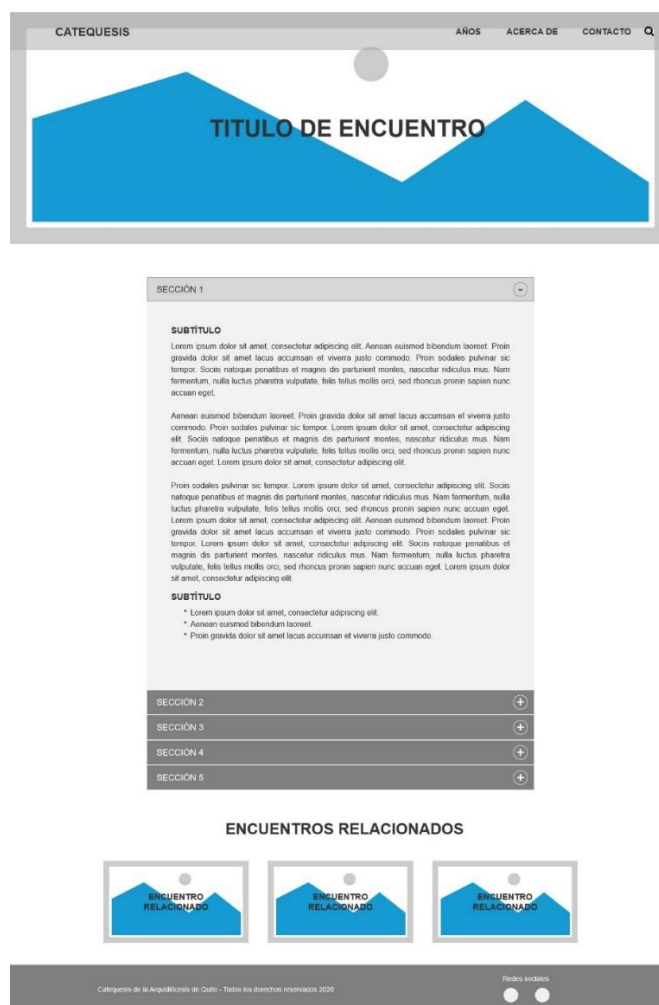 CATEQUESIS
AÑOS ACERCA DE CONTACTO
TITULO DE ENCUENTRO
SECCIÓN 1 -
SUBTÍTULO
Lorem ipsum dolor sit amet, consectetur adipiscing elit. Aenean euismod bibendum laoreet. Proin
gravida dolor sit amet lacus accumsan et viverra justo commodo. Proin sodales pulvinar sic
tempor. Sociis natoque penatibus et magnis dis parturient montes, nascetur ridiculus mus. Nam
fermentum, nulla luctus pharetra vulputate, felis tellus mollis orci, sed rhoncus pronin sapien nunc
accuan eget.
Aenean euismod bibendum laoreet. Proin gravida dolor sit amet lacus accumsan et viverra justo
commodo. Proin sodales pulvinar sic tempor. Lorem ipsum dolor sit amet, consectetur adipiscing
elit. Sociis natoque penatibus et magnis dis parturient montes, nascetur ridiculus mus. Nam
fermentum, nulla luctus pharetra vulputate, felis tellus mollis orci, sed rhoncus pronin sapien nunc
accuan eget. Lorem ipsum dolor sit amet, consectetur adipiscing elit.
Proin sodales pulvinar sic tempor. Lorem ipsum dolor sit amet, consectetur adipiscing elit. Sociis
natoque penatibus et magnis dis parturient montes, nascetur ridiculus mus. Nam fermentum, nulla
luctus pharetra vulputate, felis tellus mollis orci, sed rhoncus pronin sapien nunc accuan eget.
Lorem ipsum dolor sit amet, consectetur adipiscing elit. Aenean euismod bibendum laoreet. Proin
gravida dolor sit amet lacus accumsan et viverra justo commodo. Proin sodales pulvinar sic
tempor. Lorem ipsum dolor sit amet, consectetur adipiscing elit. Sociis natoque penatibus et
magnis dis parturient montes, nascetur ridiculus mus. Nam fermentum, nulla luctus pharetra
vulputate, felis tellus mollis orci, sed rhoncus pronin sapien nunc accuan eget. Lorem ipsum dolor
sit amet, consectetur adipiscing elit.
SUBTÍTULO
* Lorem ipsum dolor sit amet, consectetur adipiscing elit.
* Aenean euismod bibendum laoreet.
* Proin gravida dolor sit amet lacus accumsan et viverra justo commodo.
SECCIÓN 2 +
SECCIÓN 3 +
SECCIÓN 4 +
SECCIÓN 5 +
ENCUENTROS RELACIONADOS
ENCUENTRO
RELACIONADO
ENCUENTRO
RELACIONADO
ENCUENTRO
RELACIONADO
Redes sociales
Catequesis de la Arquidiócesis de Quito - Todos los derechos reservados 2020